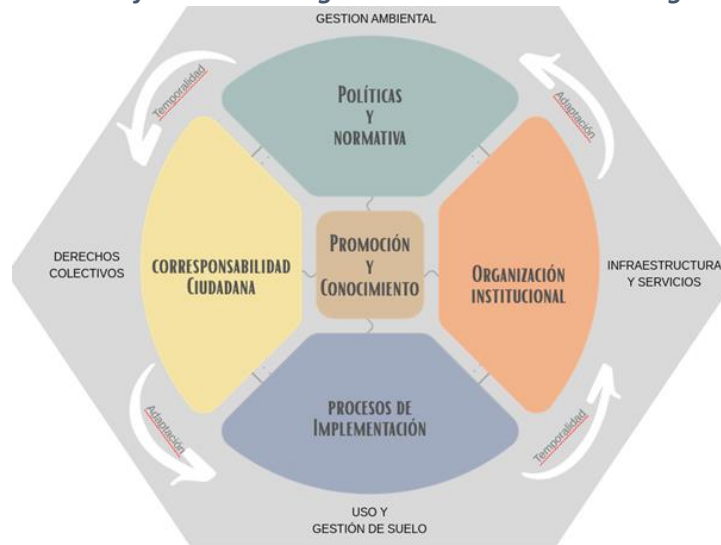 GESTION AMBIENTAL
Temporalidad
Adaptación
POLÍTICAS
Y
NORMATIVA
DERECHOS
COLECTIVOS
CORRESPONSABILIDAD
CIUDADANA
PROMOCIÓN
Y
CONOCIMIENTO
ORGANIZACIÓN
INSTITUCIONAL
INFRAESTRUCTURA
Y SERVICIOS
PROCESOS DE
IMPLEMENTACIÓN
Adaptación
Temporalidad
USO Y
GESTIÓN DE SUELO